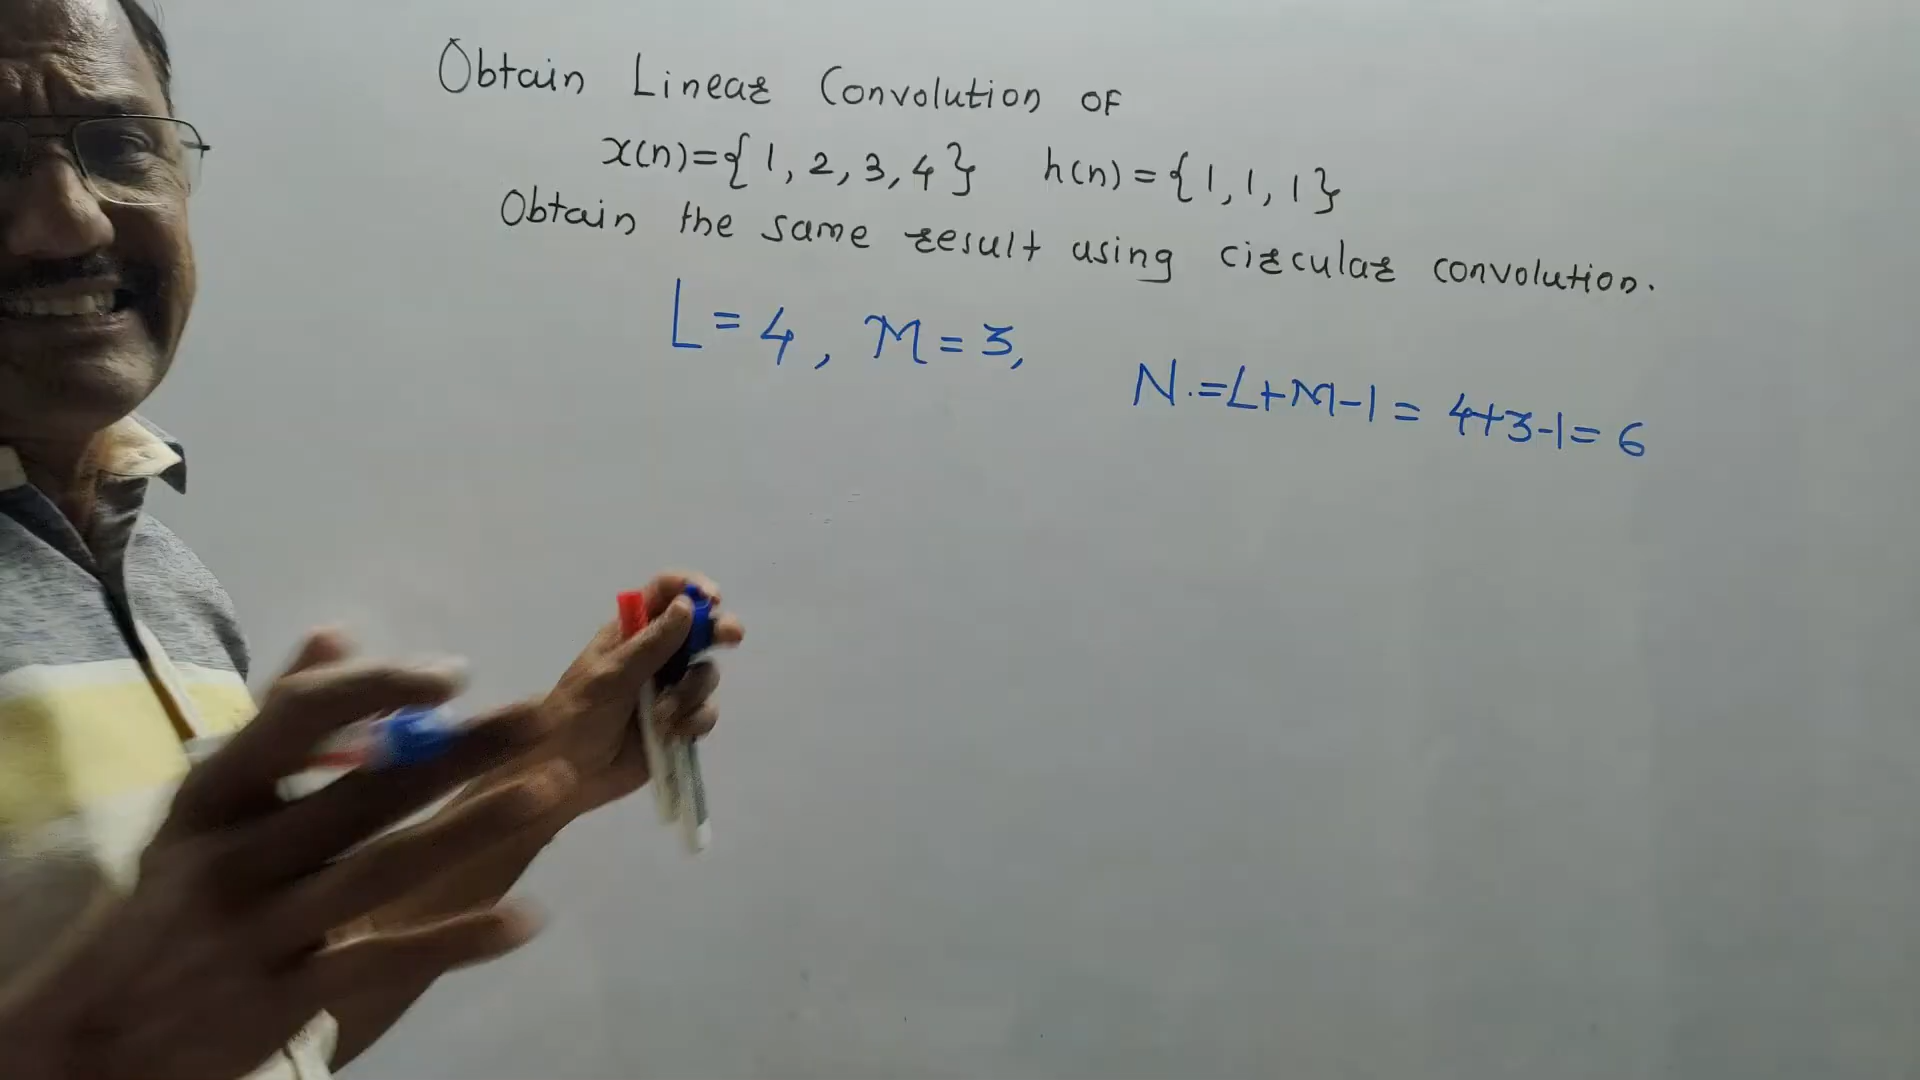 Obtain Linear Convolution of
x(n)={1, 2, 3, 4} h(n)={1, 1, 1}
Obtain the same result using circular convolution.
L=4, M=3,
N.=L+M-1= 4+3-1= 6